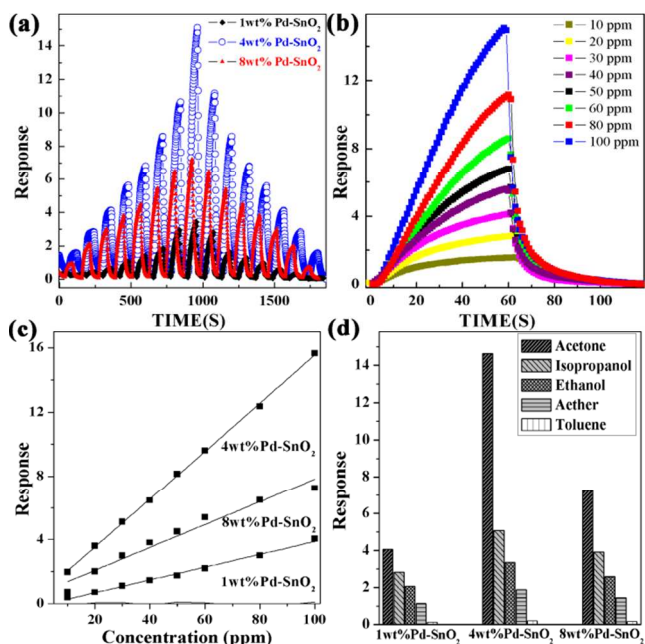 (a)
1wt% Pd-SnO2
4wt% Pd-SnO2
8wt% Pd-SnO2
Response
14
12
10
8
6
4
2
0
0 500 1000 1500
TIME(S)
(b)
10 ppm
20 ppm
30 ppm
40 ppm
50 ppm
60 ppm
80 ppm
100 ppm
Response
15
12
9
6
3
0
0 20 40 60 80 100
TIME(S)
(c)
Response
16
12
8
4
0
4wt%Pd-SnO2
8wt%Pd-SnO2
1wt%Pd-SnO2
20 40 60 80 100
Concentration (ppm)
(d)
Acetone
Isopropanol
Ethanol
Aether
Toluene
Response
14
12
10
8
6
4
2
0
1wt%Pd-SnO2 4wt%Pd-SnO2 8wt%Pd-SnO2